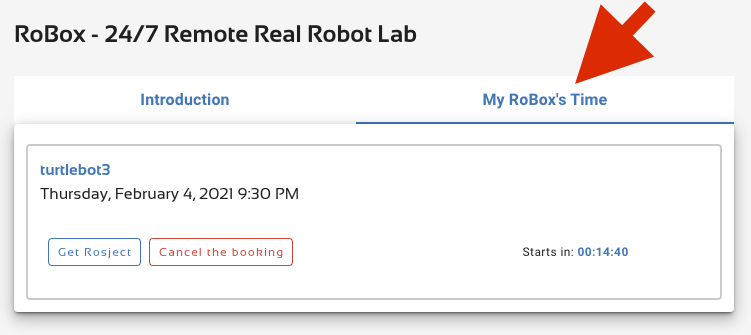 RoBox - 24/7 Remote Real Robot Lab
Introduction
My RoBox's Time
turtlebot3
Thursday, February 4, 2021 9:30 PM
Get Rosject
Cancel the booking
Starts in: 00:14:40